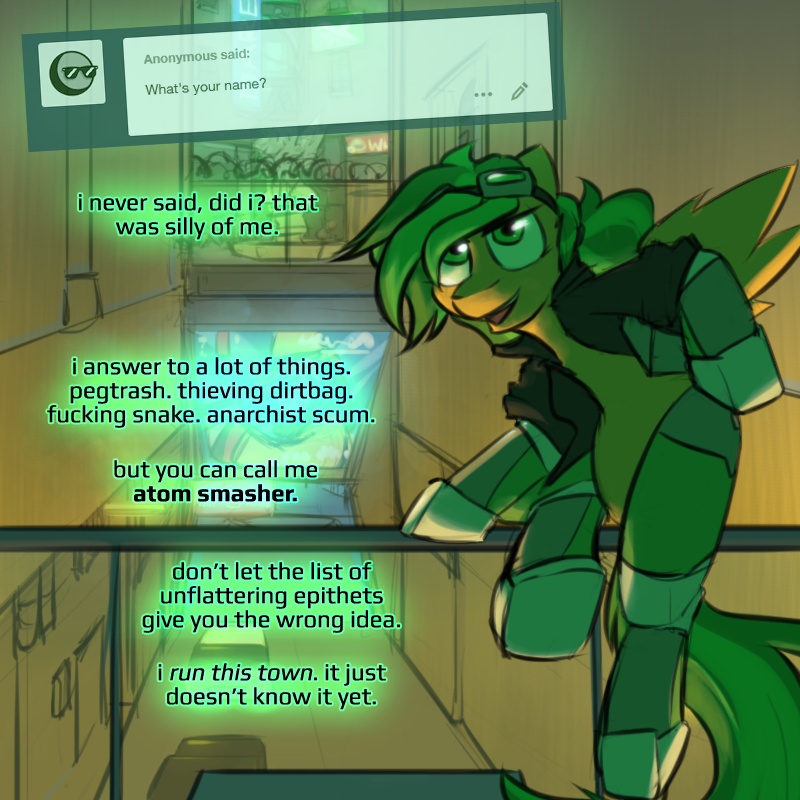 Anonymous said:
What's your name?
i never said, did i? that
was silly of me.
i answer to a lot of things.
pegtrash. thieving dirtbag.
fucking snake. anarchist scum.
but you can call me
atom smasher.
don't let the list of
unflattering epithets
give you the wrong idea.
i run this town. it just
doesn't know it yet.